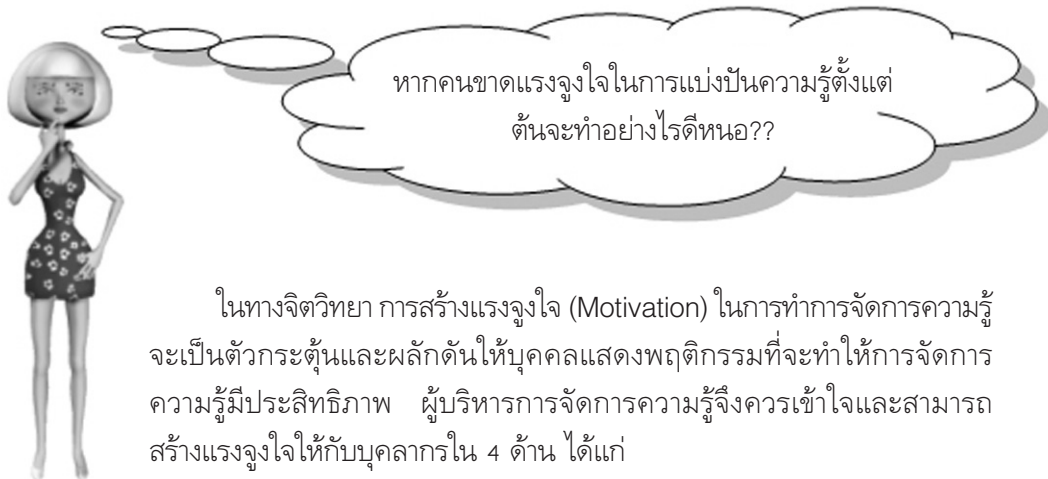 หากคนขาดแรงจูงใจในการแบ่งปันความรู้ตั้งแต่
ต้นจะทำอย่างไรดีหนอ??
ในทางจิตวิทยา การสร้างแรงจูงใจ (Motivation) ในการทำการจัดการความรู้
จะเป็นตัวกระตุ้นและผลักดันให้บุคคลแสดงพฤติกรรมที่จะทำให้การจัดการ
ความรู้มีประสิทธิภาพ ผู้บริหารการจัดการความรู้จึงควรเข้าใจและสามารถ
สร้างแรงจูงใจให้กับบุคลากรใน 4 ด้าน ได้แก่